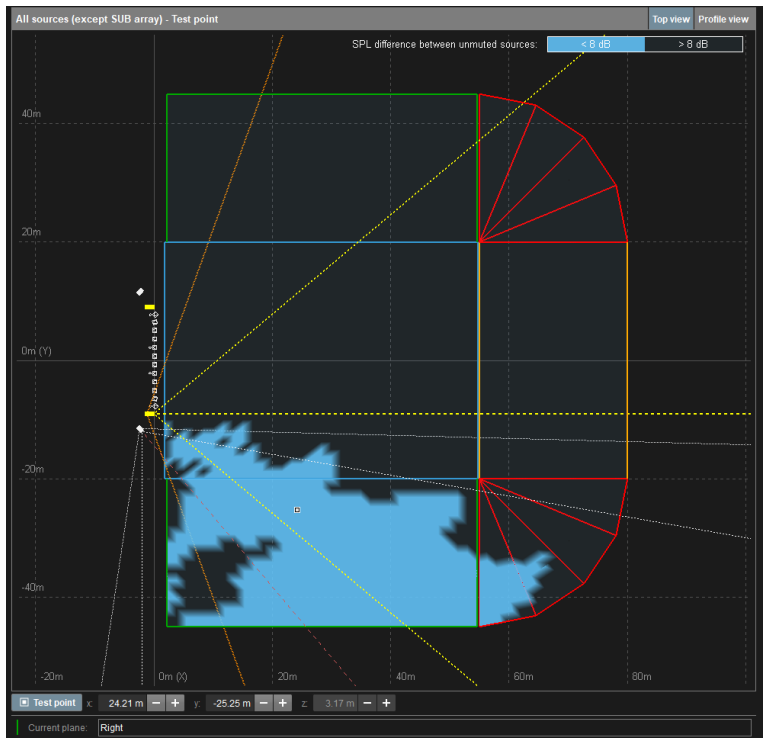 All sources (except SUB array) - Test point Top view Profile view
SPL difference between unmuted sources: < 8 dB > 8 dB
40m
20m
0m (Y)
-20m
-40m
-20m 0m (X) 20m 40m 60m 80m
Test point x: 24.21 m − + y: -25.25 m − + z: 3.17 m − +
Current plane: Right